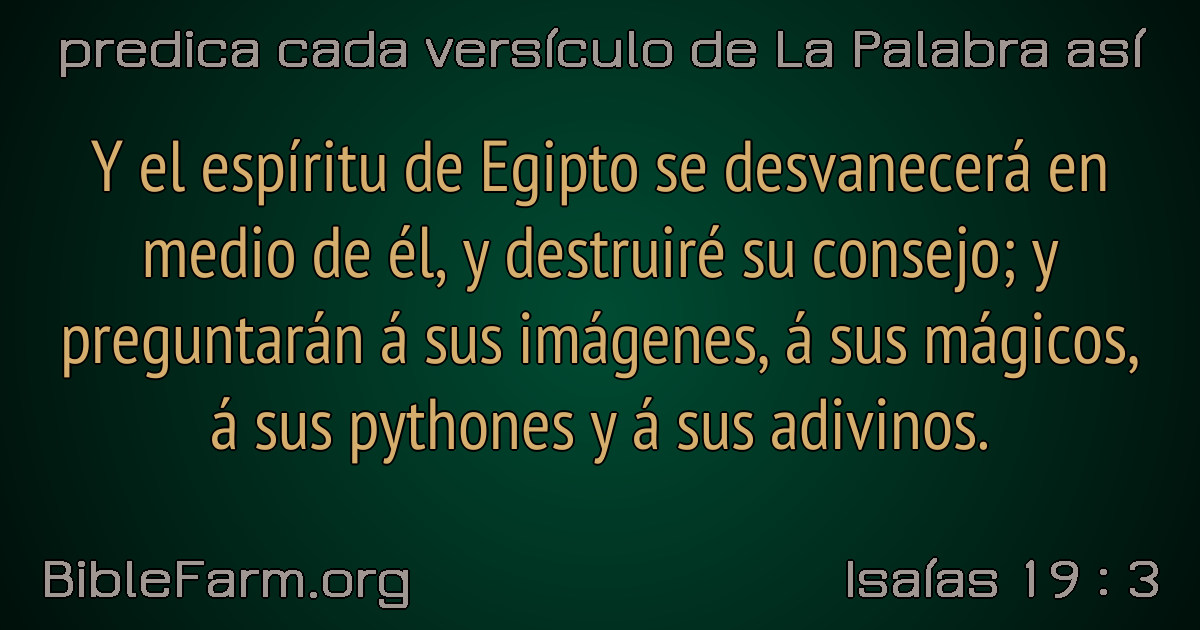 predica cada versículo de La Palabra así
Y el espíritu de Egipto se desvanecerá en
medio de él, y destruiré su consejo; y
preguntarán á sus imágenes, á sus mágicos,
á sus pythones y á sus adivinos.
BibleFarm.org
Isaías 19 : 3